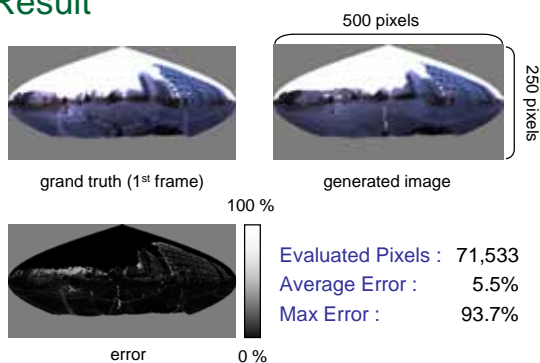 Result
500 pixels
250 pixels
grand truth (1st frame)
generated image
100 %
Evaluated Pixels : 71,533
Average Error : 5.5%
Max Error : 93.7%
error
0 %